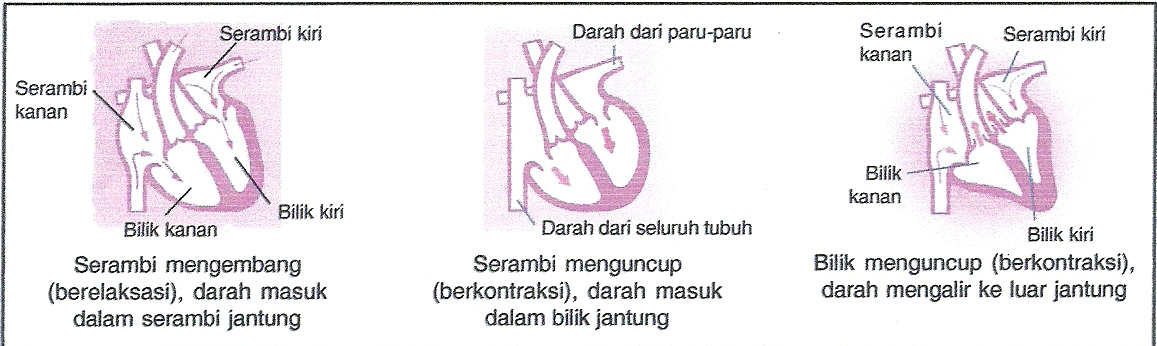 Serambi kiri
Serambi
kanan
Bilik kiri
Bilik kanan
Serambi mengembang
(berelaksasi), darah masuk
dalam serambi jantung
Darah dari paru-paru
Darah dari seluruh tubuh
Serambi menguncup
(berkontraksi), darah masuk
dalam bilik jantung
Serambi
kanan
Serambi kiri
Bilik
kanan
Bilik kiri
Bilik menguncup (berkontraksi),
darah mengalir ke luar jantung